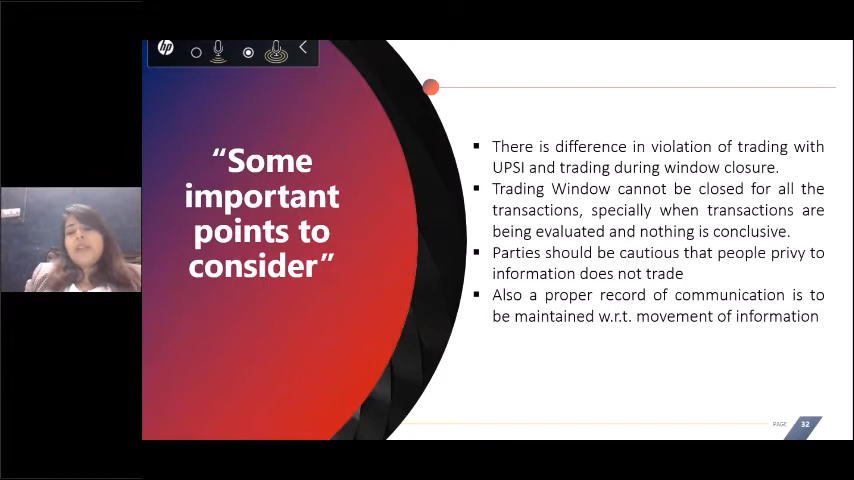 hp
“Some
important
points to
consider”
▪ There is difference in violation of trading with
UPSI and trading during window closure.
▪ Trading Window cannot be closed for all the
transactions, specially when transactions are
being evaluated and nothing is conclusive.
▪ Parties should be cautious that people privy to
information does not trade
▪ Also a proper record of communication is to
be maintained w.r.t. movement of information
PAGE 32